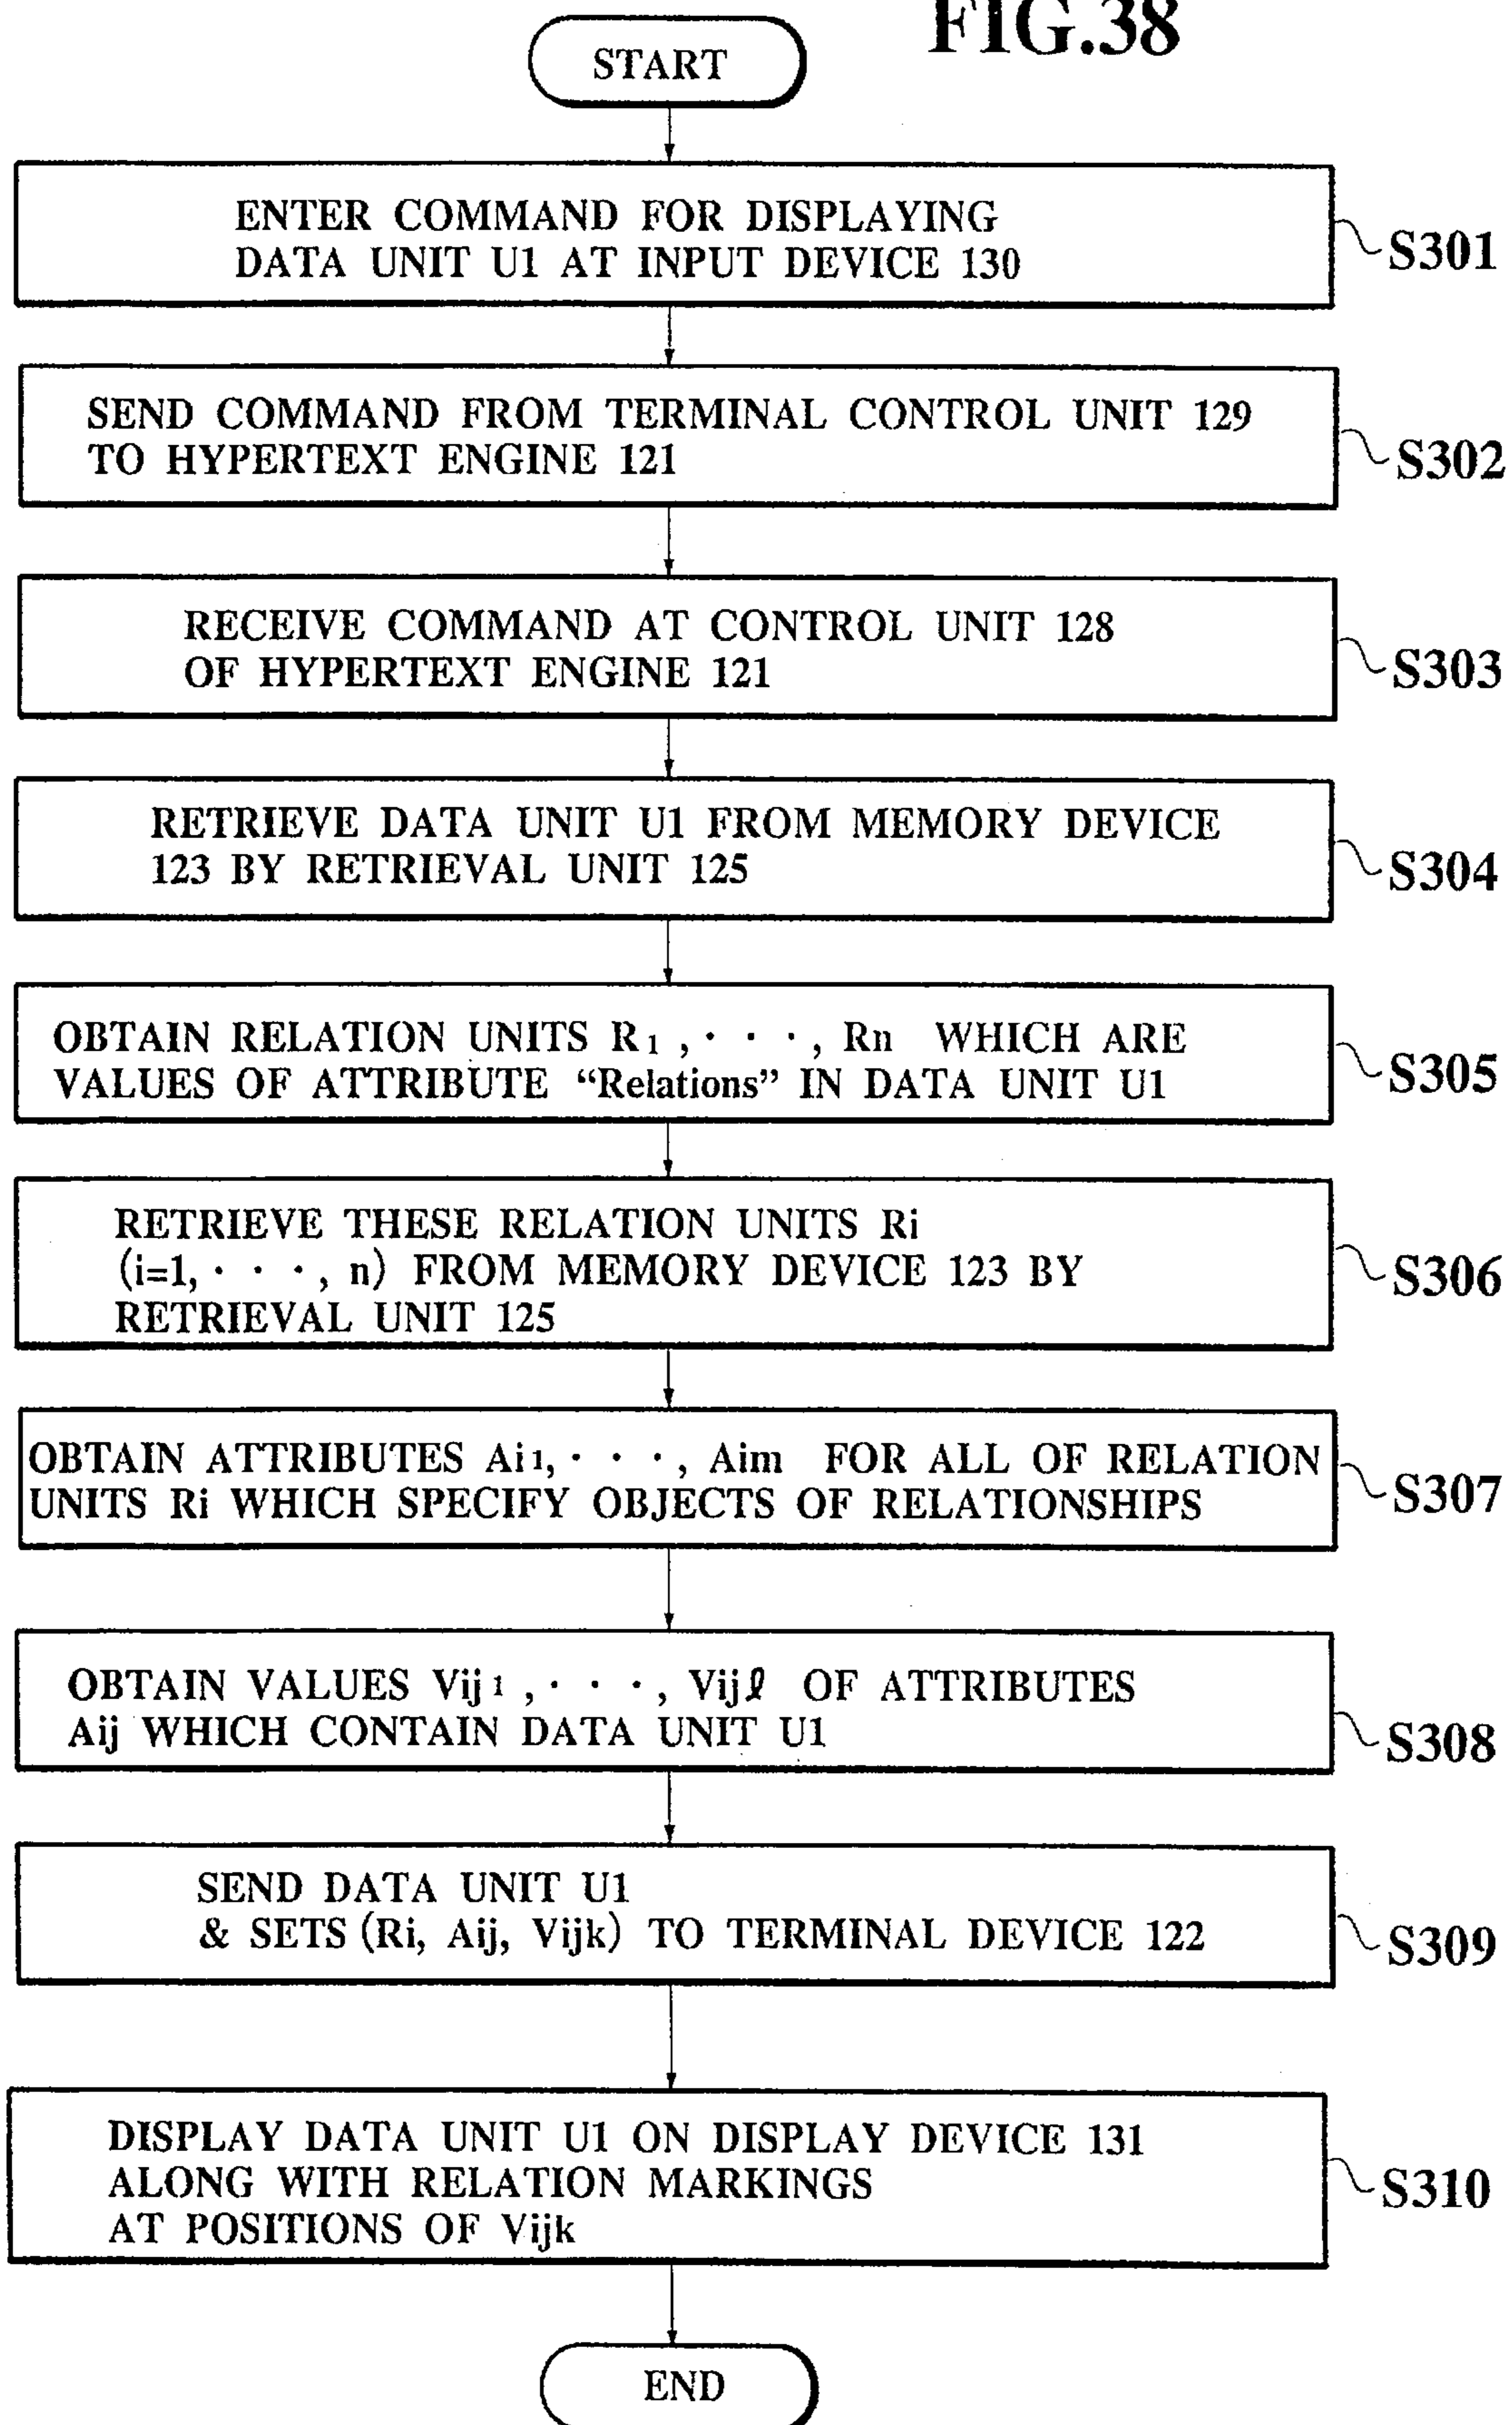 FIG.38
START
ENTER COMMAND FOR DISPLAYING
DATA UNIT U1 AT INPUT DEVICE 130
S301
SEND COMMAND FROM TERMINAL CONTROL UNIT 129
TO HYPERTEXT ENGINE 121
S302
RECEIVE COMMAND AT CONTROL UNIT 128
OF HYPERTEXT ENGINE 121
S303
RETRIEVE DATA UNIT U1 FROM MEMORY DEVICE
123 BY RETRIEVAL UNIT 125
S304
OBTAIN RELATION UNITS R1 , · · · , Rn WHICH ARE
VALUES OF ATTRIBUTE “Relations” IN DATA UNIT U1
S305
RETRIEVE THESE RELATION UNITS Ri
(i=1, · · · , n) FROM MEMORY DEVICE 123 BY
RETRIEVAL UNIT 125
S306
OBTAIN ATTRIBUTES Ai1, · · · , Aim FOR ALL OF RELATION
UNITS Ri WHICH SPECIFY OBJECTS OF RELATIONSHIPS
S307
OBTAIN VALUES Vij1 , · · · , Vijℓ OF ATTRIBUTES
Aij WHICH CONTAIN DATA UNIT U1
S308
SEND DATA UNIT U1
& SETS (Ri, Aij, Vijk) TO TERMINAL DEVICE 122
S309
DISPLAY DATA UNIT U1 ON DISPLAY DEVICE 131
ALONG WITH RELATION MARKINGS
AT POSITIONS OF Vijk
S310
END